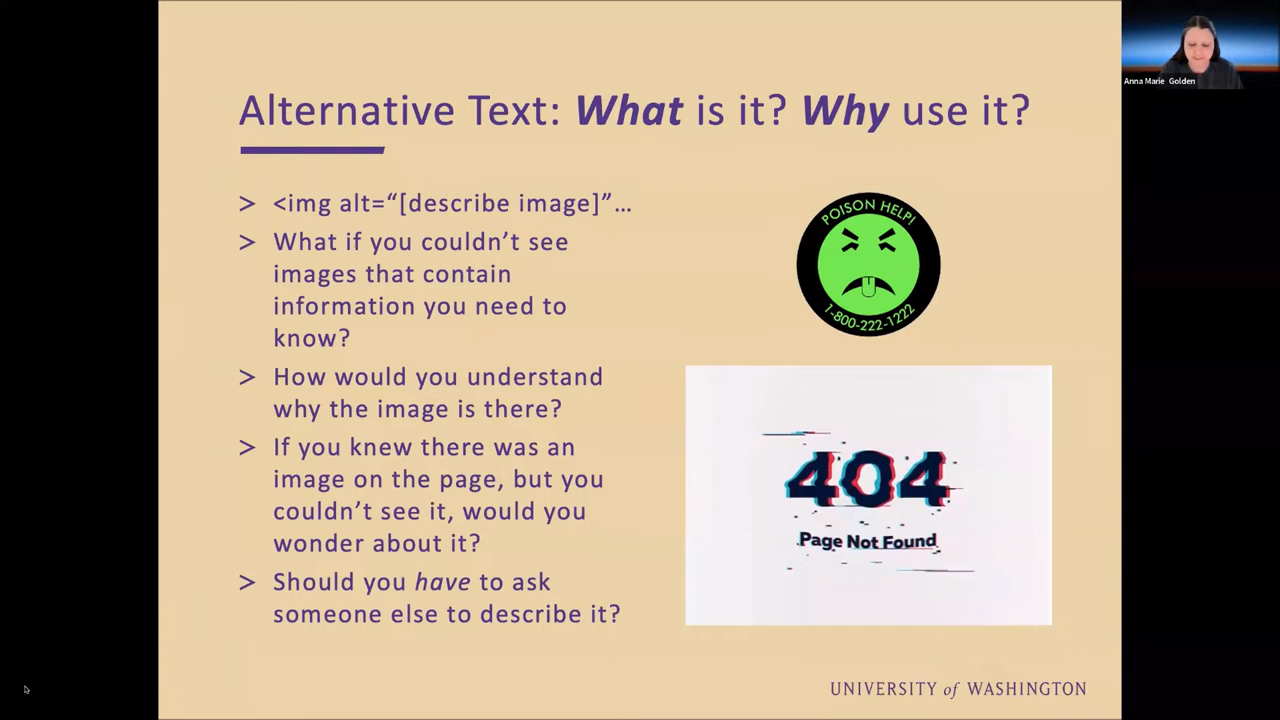 Alternative Text: What is it? Why use it?
> <img alt=“[describe image]”…
> What if you couldn’t see
images that contain
information you need to
know?
> How would you understand
why the image is there?
> If you knew there was an
image on the page, but you
couldn’t see it, would you
wonder about it?
> Should you have to ask
someone else to describe it?
POISON HELP!
1-800-222-1222
404
Page Not Found
UNIVERSITY of WASHINGTON
Anna Marie Golden